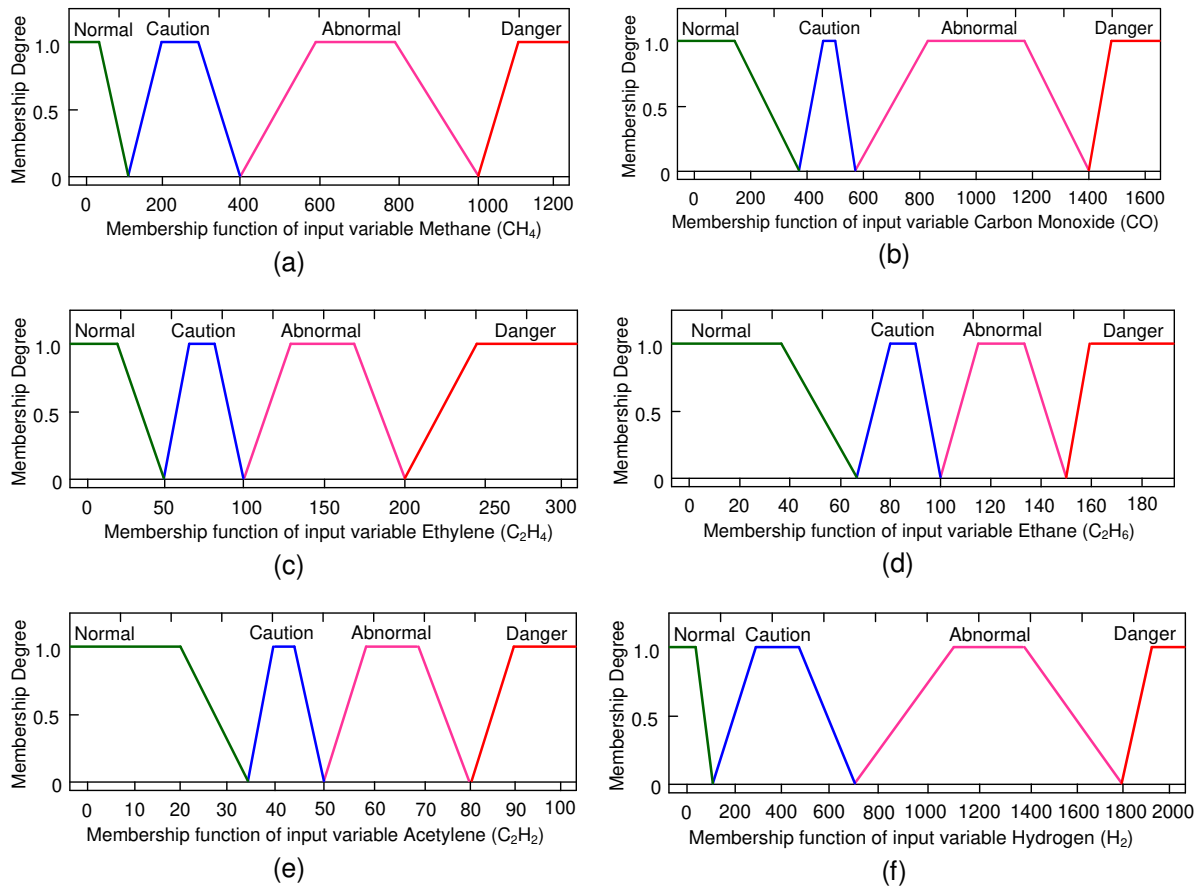 Normal Caution Abnormal Danger
Membership Degree
1.0
0.5
0
0 200 400 600 800 1000 1200
Membership function of input variable Methane (CH₄)
(a)
Normal Caution Abnormal Danger
Membership Degree
1.0
0.5
0
0 200 400 600 800 1000 1200 1400 1600
Membership function of input variable Carbon Monoxide (CO)
(b)
Normal Caution Abnormal Danger
Membership Degree
1.0
0.5
0
0 50 100 150 200 250 300
Membership function of input variable Ethylene (C₂H₄)
(c)
Normal Caution Abnormal Danger
Membership Degree
1.0
0.5
0
0 20 40 60 80 100 120 140 160 180
Membership function of input variable Ethane (C₂H₆)
(d)
Normal Caution Abnormal Danger
Membership Degree
1.0
0.5
0
0 10 20 30 40 50 60 70 80 90 100
Membership function of input variable Acetylene (C₂H₂)
(e)
Normal Caution Abnormal Danger
Membership Degree
1.0
0.5
0
0 200 400 600 800 1000 1200 1400 1600 1800 2000
Membership function of input variable Hydrogen (H₂)
(f)